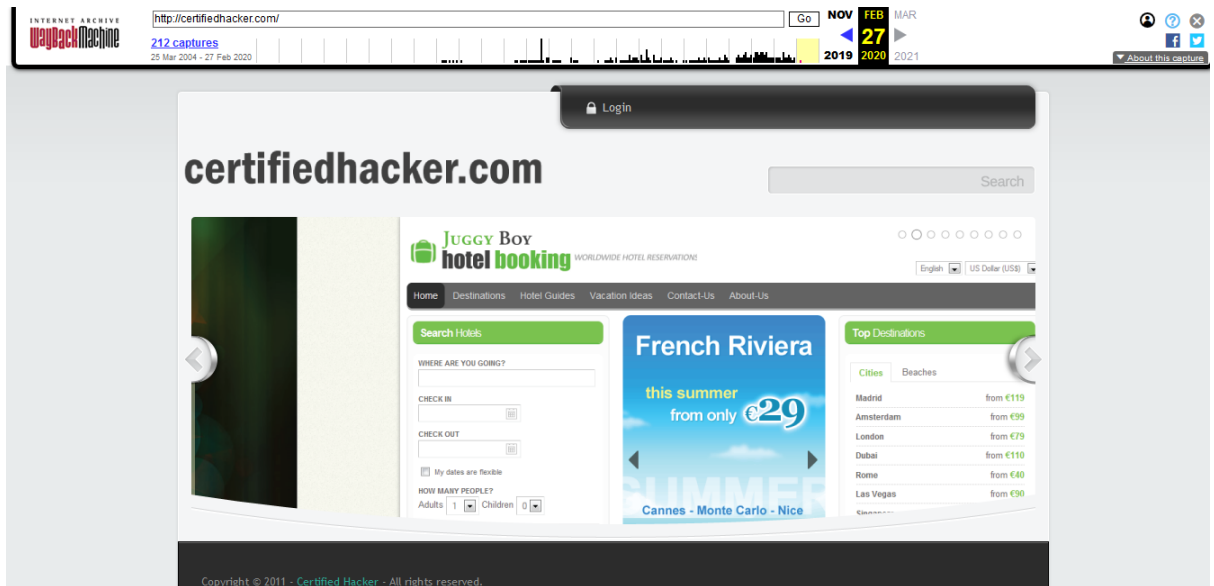 INTERNET ARCHIVE
WayBackMachine
http://certifiedhacker.com/
Go
NOV FEB MAR
27
2019 2020 2021
212 captures
25 Mar 2004 - 27 Feb 2020
f
▼ About this capture
Login
certifiedhacker.com
Search
JUGGY BOY
hotel booking WORLDWIDE HOTEL RESERVATIONS
English US Dollar (US$)
Home Destinations Hotel Guides Vacation Ideas Contact-Us About-Us
Search Hotels
WHERE ARE YOU GOING?
CHECK IN
CHECK OUT
My dates are flexible
HOW MANY PEOPLE?
Adults 1 Children 0
French Riviera
this summer
from only €29
SUMMER
Cannes - Monte Carlo - Nice
Top Destinations
Cities Beaches
Madrid from €119
Amsterdam from €99
London from €79
Dubai from €110
Rome from €40
Las Vegas from €90
Copyright © 2011 - Certified Hacker - All rights reserved.